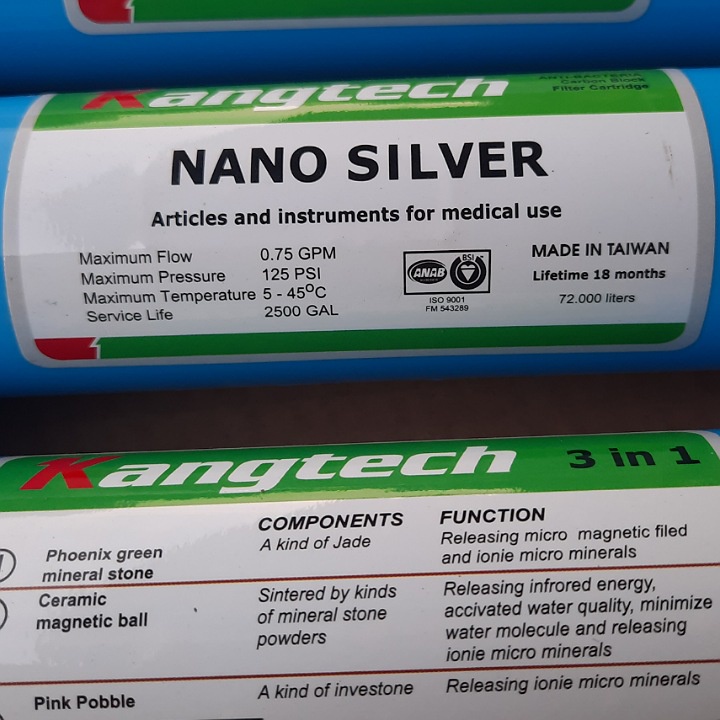 Kangtech
ANTI-BACTERIA
Carbon Block
Filter Cartridge
NANO SILVER
Articles and instruments for medical use
Maximum Flow 0.75 GPM
Maximum Pressure 125 PSI
Maximum Temperature 5 - 45°C
Service Life 2500 GAL
ANAB
BSI
ISO 9001
FM 543289
MADE IN TAIWAN
Lifetime 18 months
72.000 liters
Kangtech 3 in 1
COMPONENTS FUNCTION
Phoenix green
mineral stone
A kind of Jade
Releasing micro magnetic filed
and ionie micro minerals
Ceramic
magnetic ball
Sintered by kinds
of mineral stone
powders
Releasing infrored energy,
accivated water quality, minimize
water molecule and releasing
ionie micro minerals
Pink Pobble
A kind of investone
Releasing ionie micro minerals